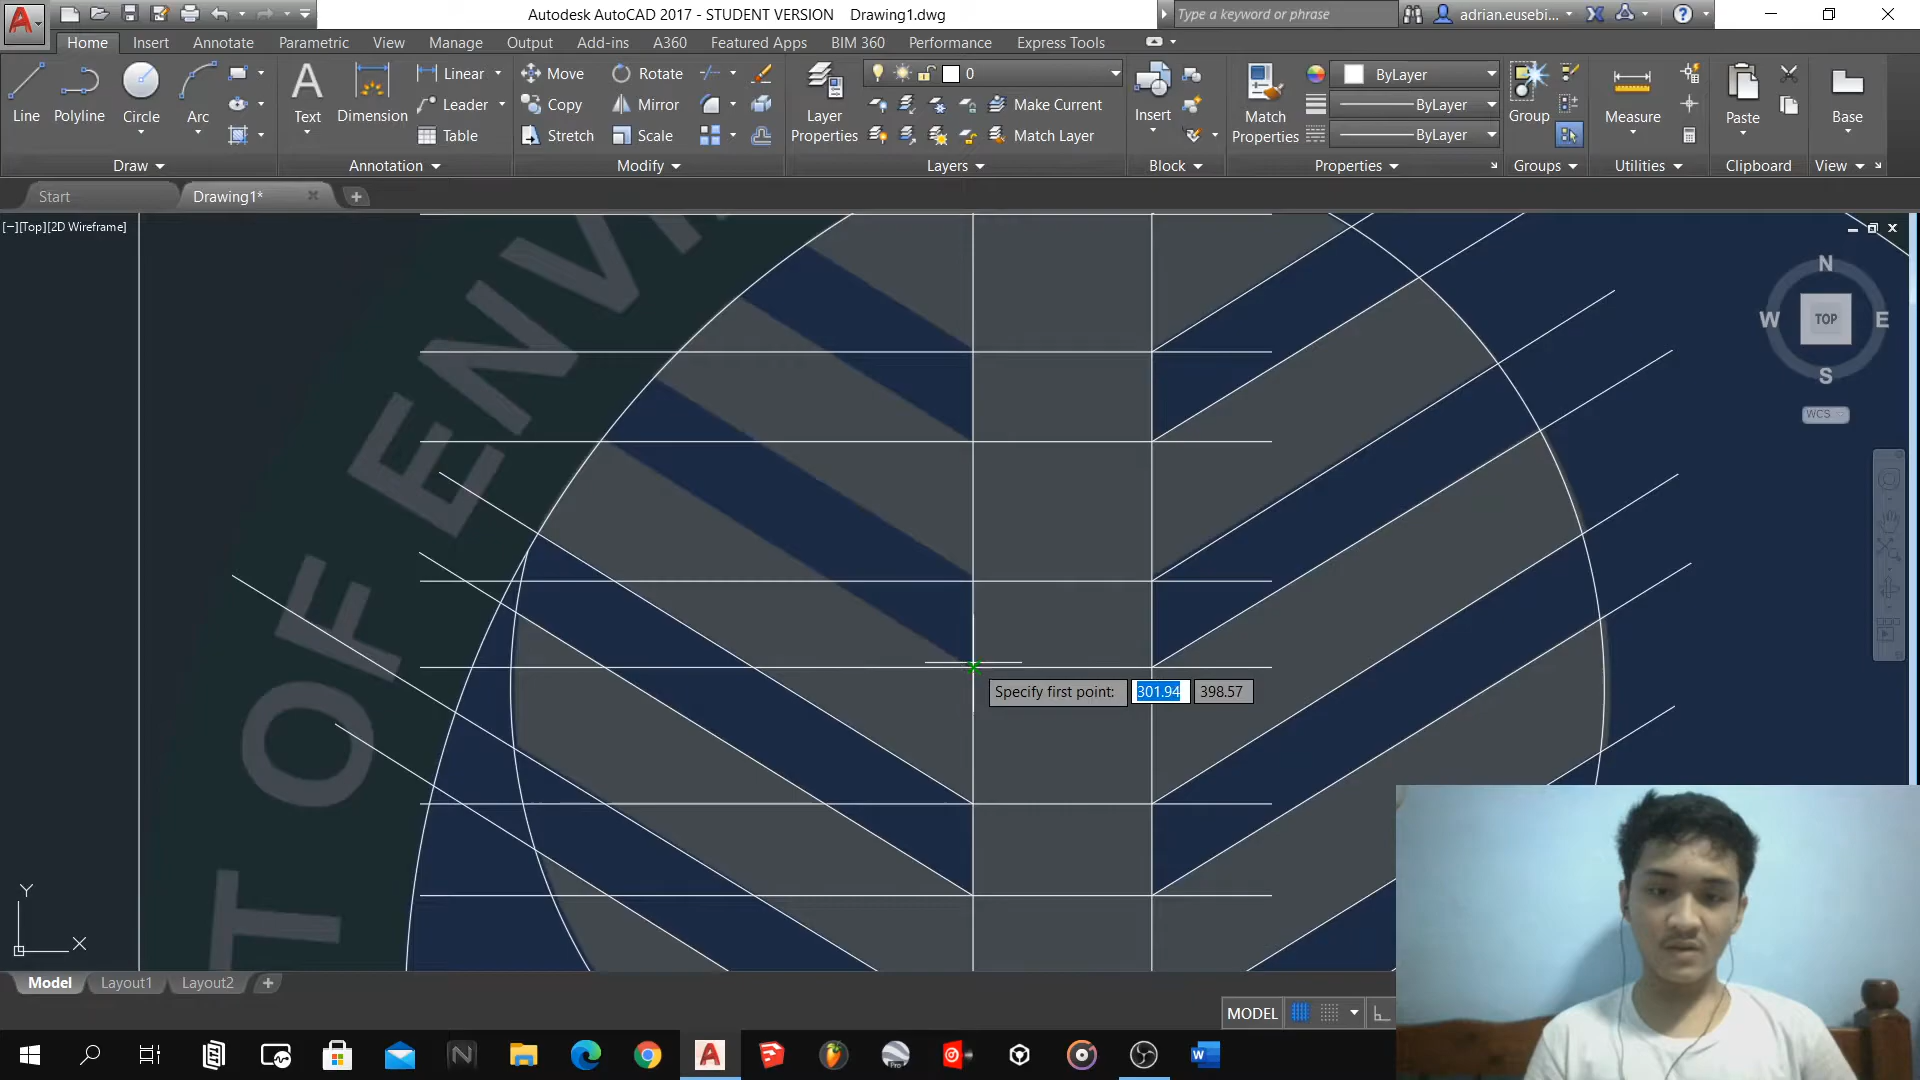 Autodesk AutoCAD 2017 - STUDENT VERSION Drawing1.dwg
Type a keyword or phrase
adrian.eusebi...
Home Insert Annotate Parametric View Manage Output Add-ins A360 Featured Apps BIM 360 Performance Express Tools
Line Polyline Circle Arc
Text Dimension
Linear
Leader
Table
Move Rotate
Copy Mirror
Stretch Scale
Layer Properties
0
Make Current
Match Layer
Insert
Match Properties
ByLayer
ByLayer
ByLayer
Group
Measure
Paste
Base
Draw Annotation Modify Layers Block Properties Groups Utilities Clipboard View
Start Drawing1*
[−][Top][2D Wireframe]
N
W TOP E
S
WCS
T OF ENV
Specify first point: 301.94 398.57
Y
X
Model Layout1 Layout2
MODEL